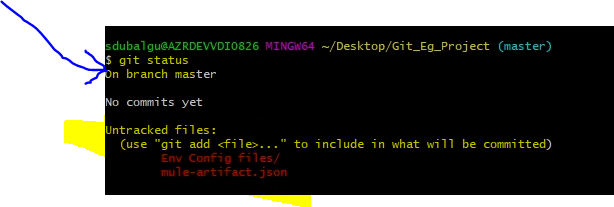 sdubalgu@AZRDEVVDI0826 MINGW64 ~/Desktop/Git_Eg_Project (master)
$ git status
On branch master
No commits yet
Untracked files:
(use "git add <file>..." to include in what will be committed)
Env Config files/
mule-artifact.json